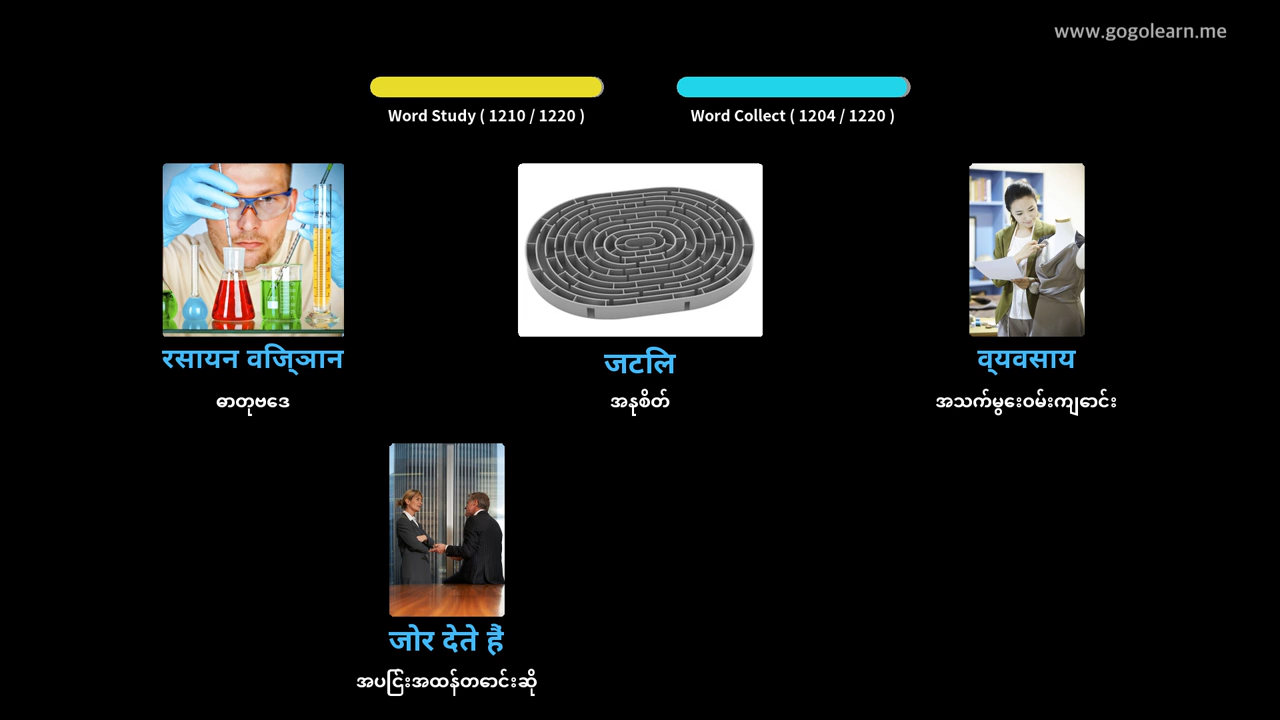 www.gogolearn.me
Word Study ( 1210 / 1220 )
Word Collect ( 1204 / 1220 )
रसायन विज्ञान
जटिल
व्यवसाय
ဓာတုဗေဒ
အနုစိတ်
အသက်မွေးဝမ်းကျောင်း
जोर देते हैं
အပြင်းအထန်တောင်းဆို